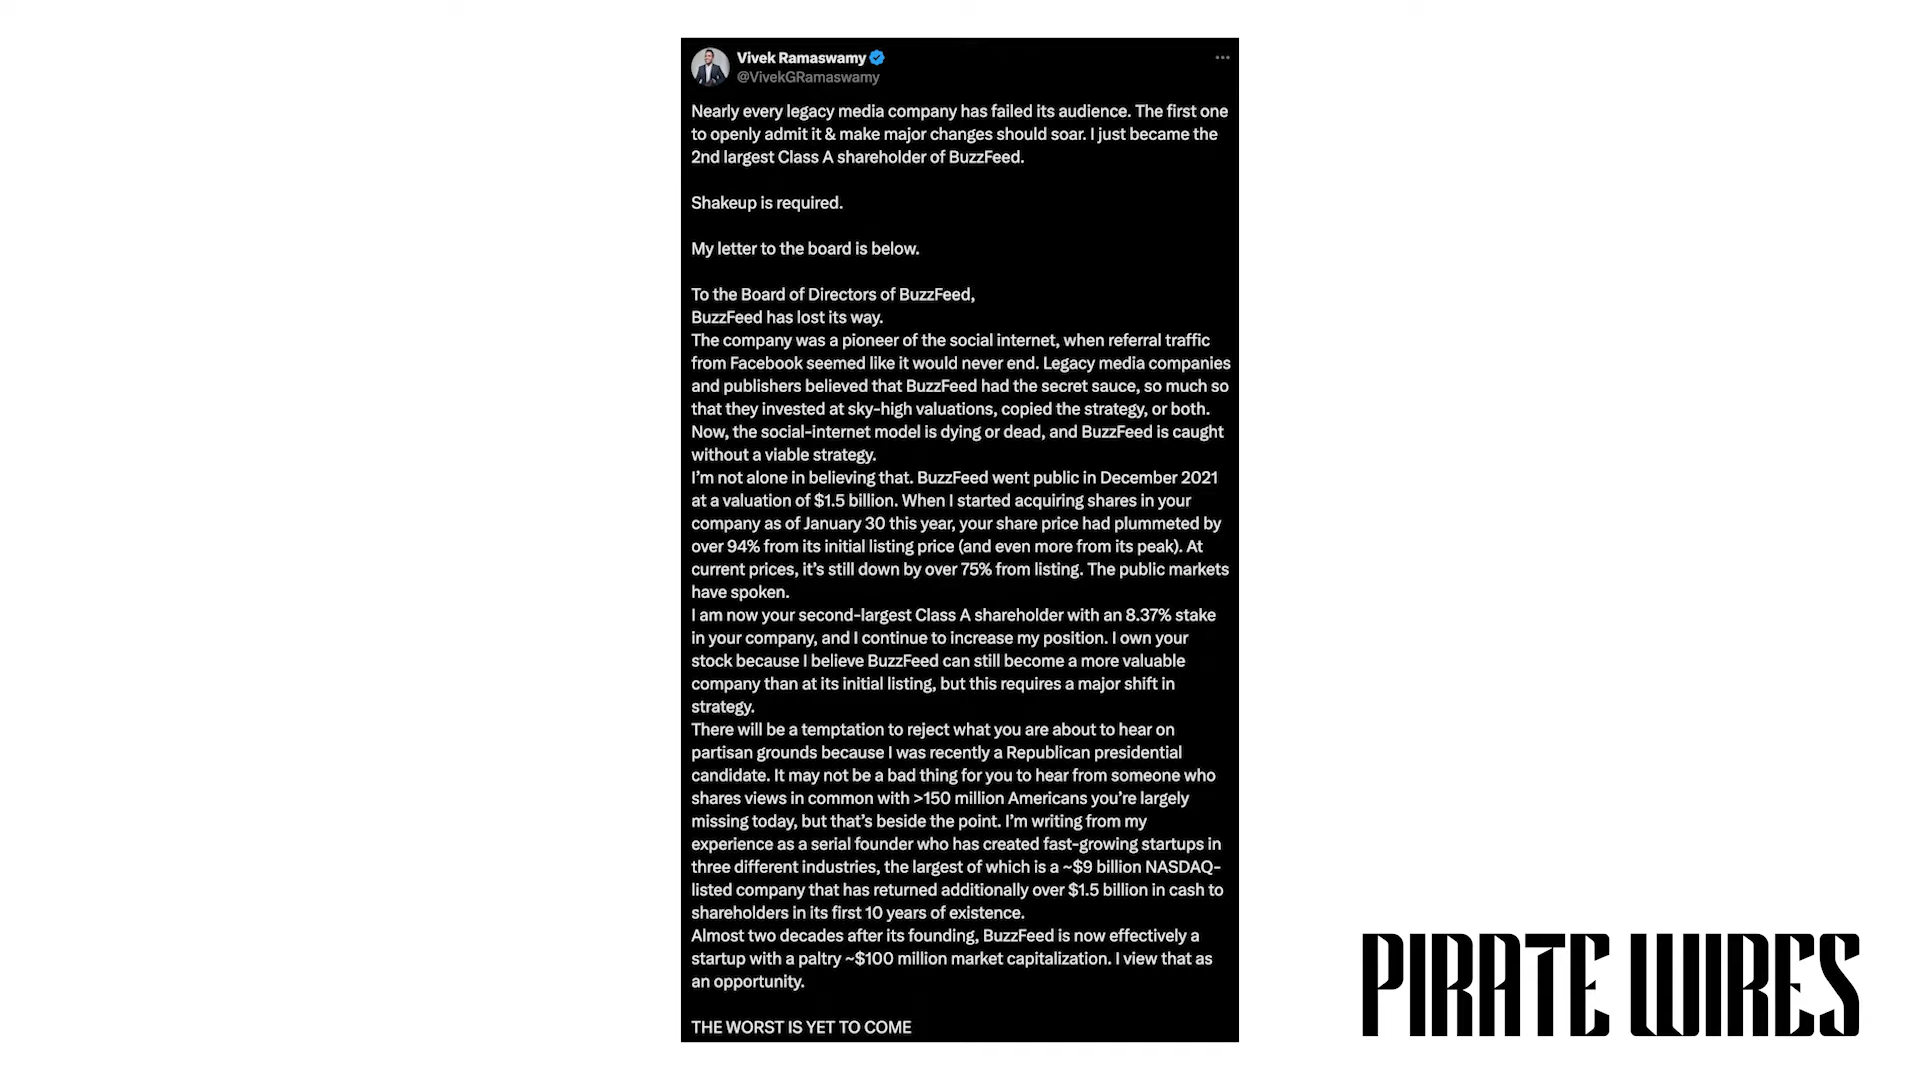 Vivek Ramaswamy
@VivekGRamaswamy
Nearly every legacy media company has failed its audience. The first one
to openly admit it & make major changes should soar. I just became the
2nd largest Class A shareholder of BuzzFeed.
Shakeup is required.
My letter to the board is below.
To the Board of Directors of BuzzFeed,
BuzzFeed has lost its way.
The company was a pioneer of the social internet, when referral traffic
from Facebook seemed like it would never end. Legacy media companies
and publishers believed that BuzzFeed had the secret sauce, so much so
that they invested at sky-high valuations, copied the strategy, or both.
Now, the social-internet model is dying or dead, and BuzzFeed is caught
without a viable strategy.
I'm not alone in believing that. BuzzFeed went public in December 2021
at a valuation of $1.5 billion. When I started acquiring shares in your
company as of January 30 this year, your share price had plummeted by
over 94% from its initial listing price (and even more from its peak). At
current prices, it's still down by over 75% from listing. The public markets
have spoken.
I am now your second-largest Class A shareholder with an 8.37% stake
in your company, and I continue to increase my position. I own your
stock because I believe BuzzFeed can still become a more valuable
company than at its initial listing, but this requires a major shift in
strategy.
There will be a temptation to reject what you are about to hear on
partisan grounds because I was recently a Republican presidential
candidate. It may not be a bad thing for you to hear from someone who
shares views in common with >150 million Americans you're largely
missing today, but that's beside the point. I'm writing from my
experience as a serial founder who has created fast-growing startups in
three different industries, the largest of which is a ~$9 billion NASDAQ-
listed company that has returned additionally over $1.5 billion in cash to
shareholders in its first 10 years of existence.
Almost two decades after its founding, BuzzFeed is now effectively a
startup with a paltry ~$100 million market capitalization. I view that as
an opportunity.
THE WORST IS YET TO COME
PIRATE WIRES